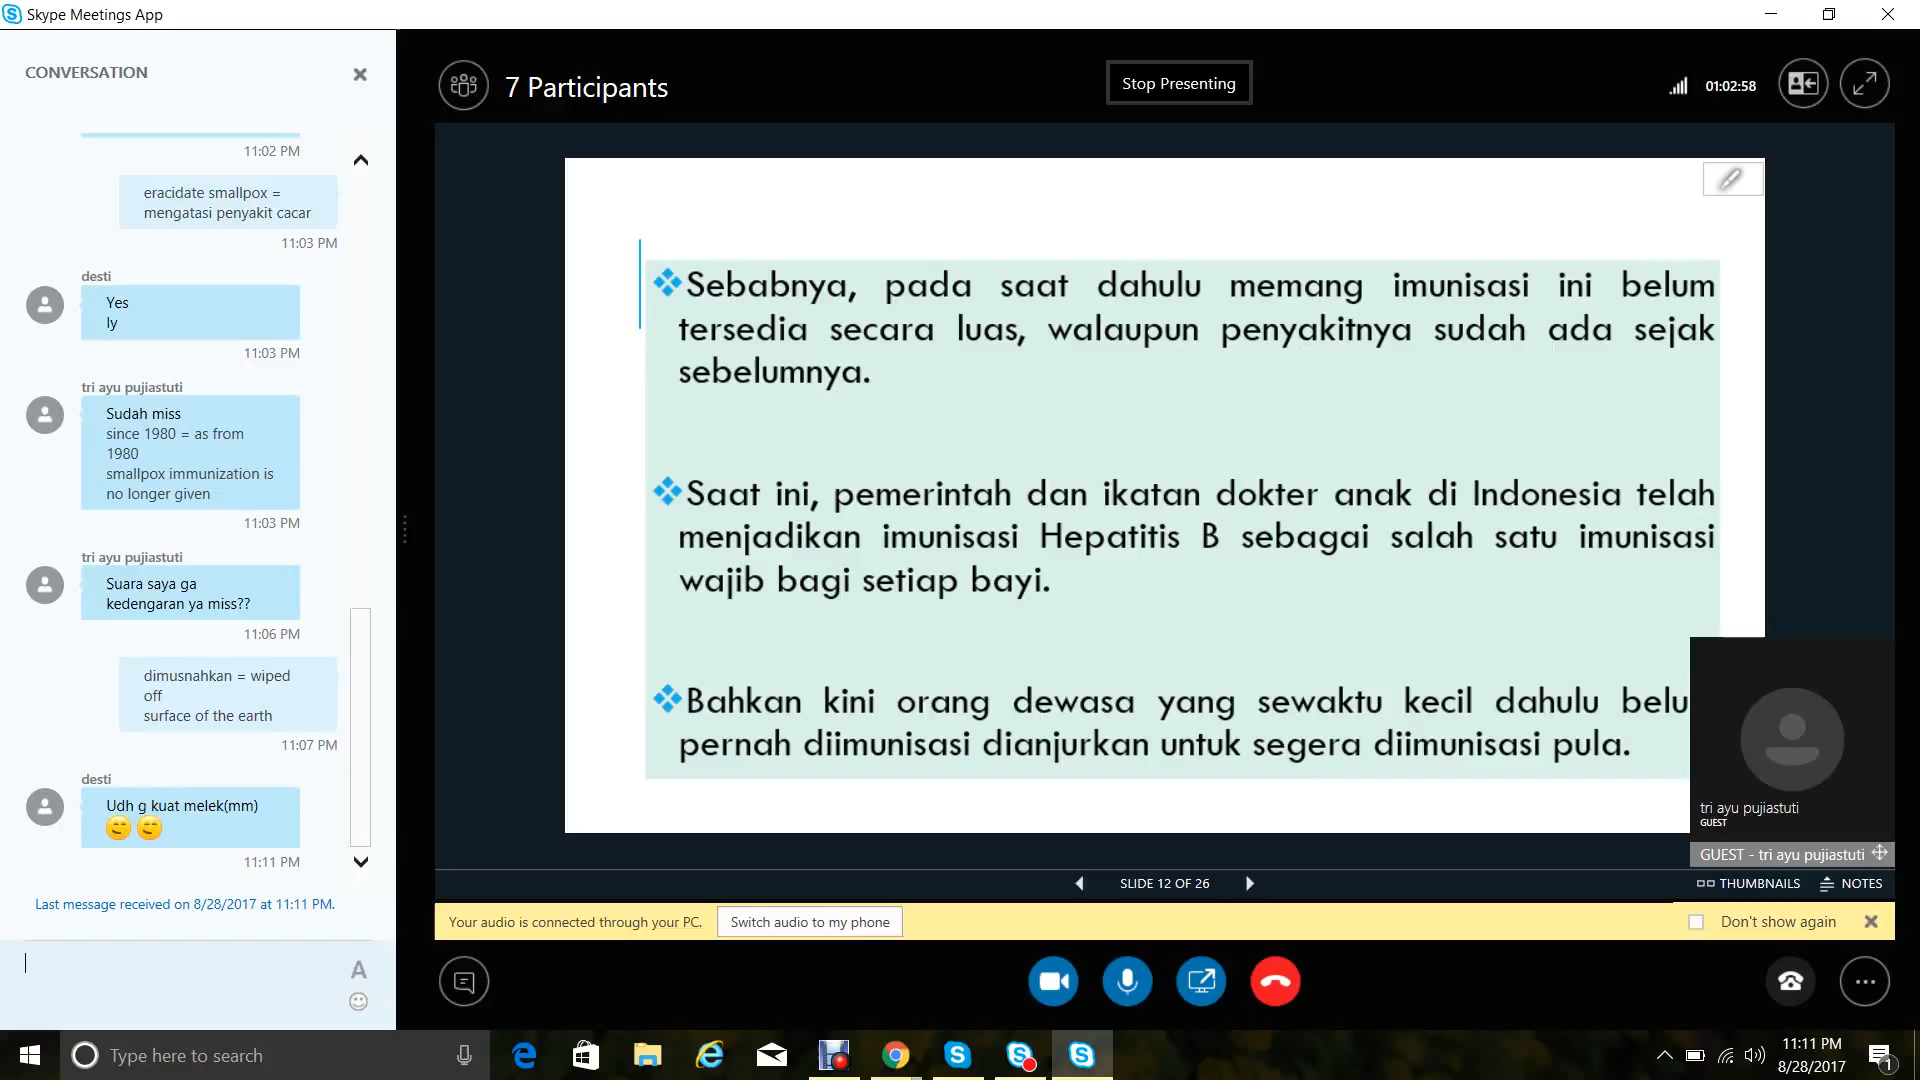 Skype Meetings App
CONVERSATION
11:02 PM
eracidate smallpox =
mengatasi penyakit cacar
11:03 PM
desti
Yes
Iy
11:03 PM
tri ayu pujiastuti
Sudah miss
since 1980 = as from
1980
smallpox immunization is
no longer given
11:03 PM
tri ayu pujiastuti
Suara saya ga
kedengaran ya miss??
11:06 PM
dimusnahkan = wiped
off
surface of the earth
11:07 PM
desti
Udh g kuat melek(mm)
11:11 PM
Last message received on 8/28/2017 at 11:11 PM.
A
7 Participants
Stop Presenting
01:02:58
Sebabnya, pada saat dahulu memang imunisasi ini belum
tersedia secara luas, walaupun penyakitnya sudah ada sejak
sebelumnya.
Saat ini, pemerintah dan ikatan dokter anak di Indonesia telah
menjadikan imunisasi Hepatitis B sebagai salah satu imunisasi
wajib bagi setiap bayi.
Bahkan kini orang dewasa yang sewaktu kecil dahulu belu
pernah diimunisasi dianjurkan untuk segera diimunisasi pula.
tri ayu pujiastuti
GUEST
GUEST - tri ayu pujiastuti
SLIDE 12 OF 26
THUMBNAILS
NOTES
Your audio is connected through your PC.
Switch audio to my phone
Don't show again
Type here to search
11:11 PM
8/28/2017
1